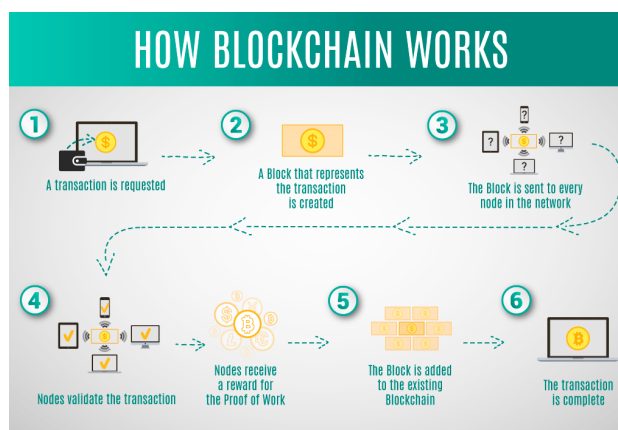 HOW BLOCKCHAIN WORKS
1
A transaction is requested
2
A Block that represents
the transaction
is created
3
The Block is sent to every
node in the network
4
Nodes validate the transaction
Nodes receive
a reward for
the Proof of Work
5
The Block is added
to the existing
Blockchain
6
The transaction
is complete